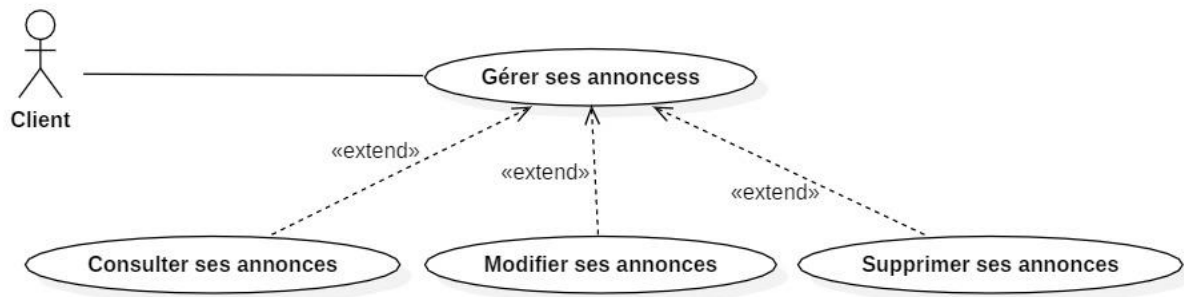 Gérer ses annoncess
Client
«extend»
«extend»
«extend»
Consulter ses annonces
Modifier ses annonces
Supprimer ses annonces